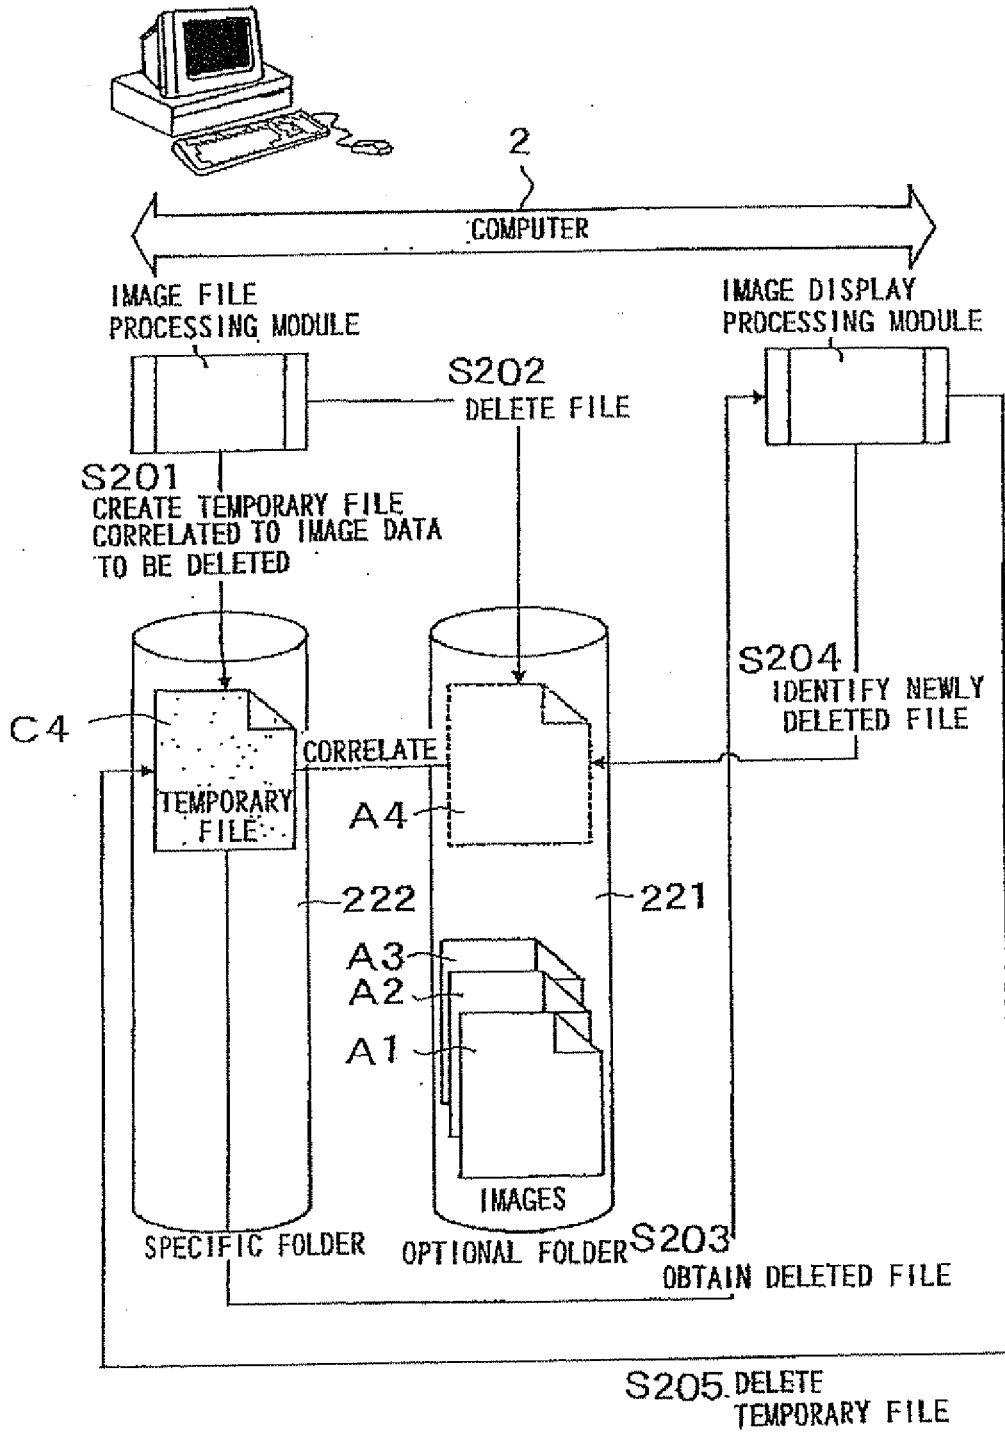 2
COMPUTER
IMAGE FILE
PROCESSING MODULE
IMAGE DISPLAY
PROCESSING MODULE
S202
DELETE FILE
S201
CREATE TEMPORARY FILE
CORRELATED TO IMAGE DATA
TO BE DELETED
S204
IDENTIFY NEWLY
DELETED FILE
C4
CORRELATE
TEMPORARY
FILE
A4
222
221
A3
A2
A1
IMAGES
SPECIFIC FOLDER
OPTIONAL FOLDER
S203
OBTAIN DELETED FILE
S205.
DELETE
TEMPORARY FILE